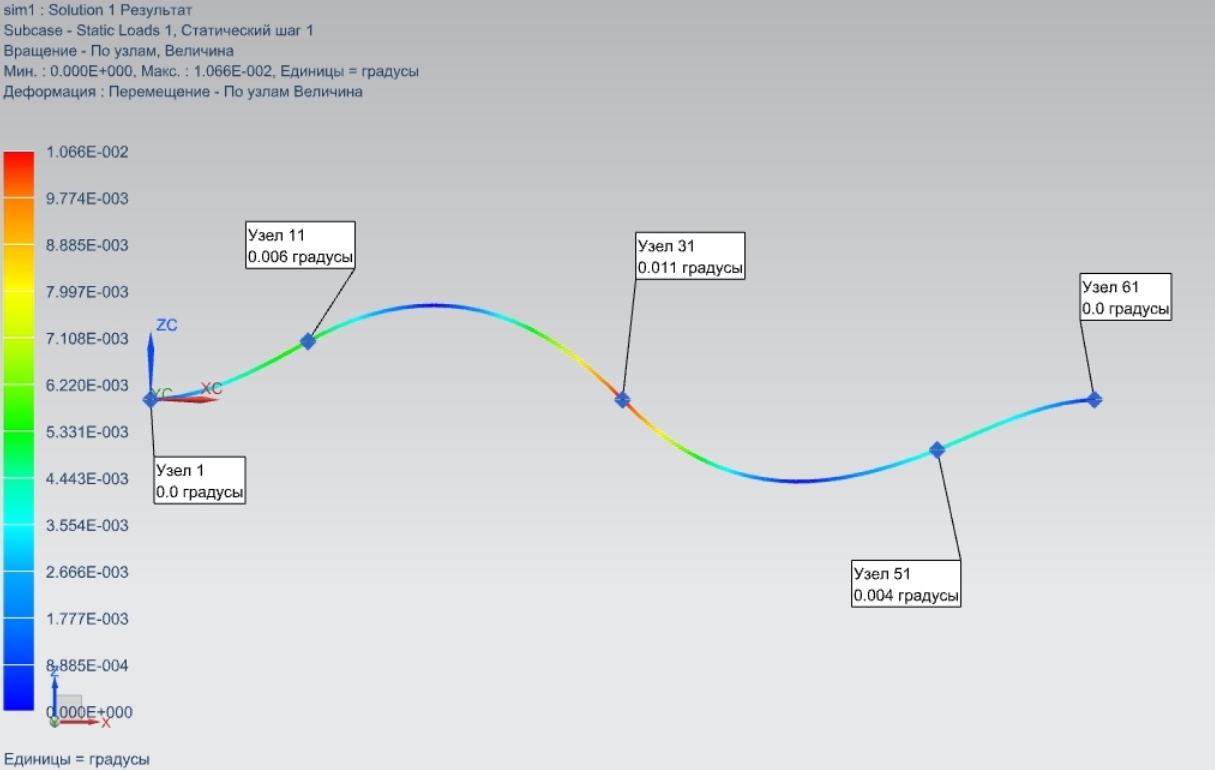 sim1 : Solution 1 Результат
Subcase - Static Loads 1, Статический шаг 1
Вращение - По узлам, Величина
Мин. : 0.000E+000, Макс. : 1.066E-002, Единицы = градусы
Деформация : Перемещение - По узлам Величина
1.066E-002
9.774E-003
8.885E-003
7.997E-003
7.108E-003
6.220E-003
5.331E-003
4.443E-003
3.554E-003
2.666E-003
1.777E-003
8.885E-004
0.000E+000
Узел 11
0.006 градусы
Узел 31
0.011 градусы
Узел 61
0.0 градусы
ZC
YC
XC
Узел 1
0.0 градусы
Узел 51
0.004 градусы
Z
Y
X
Единицы = градусы